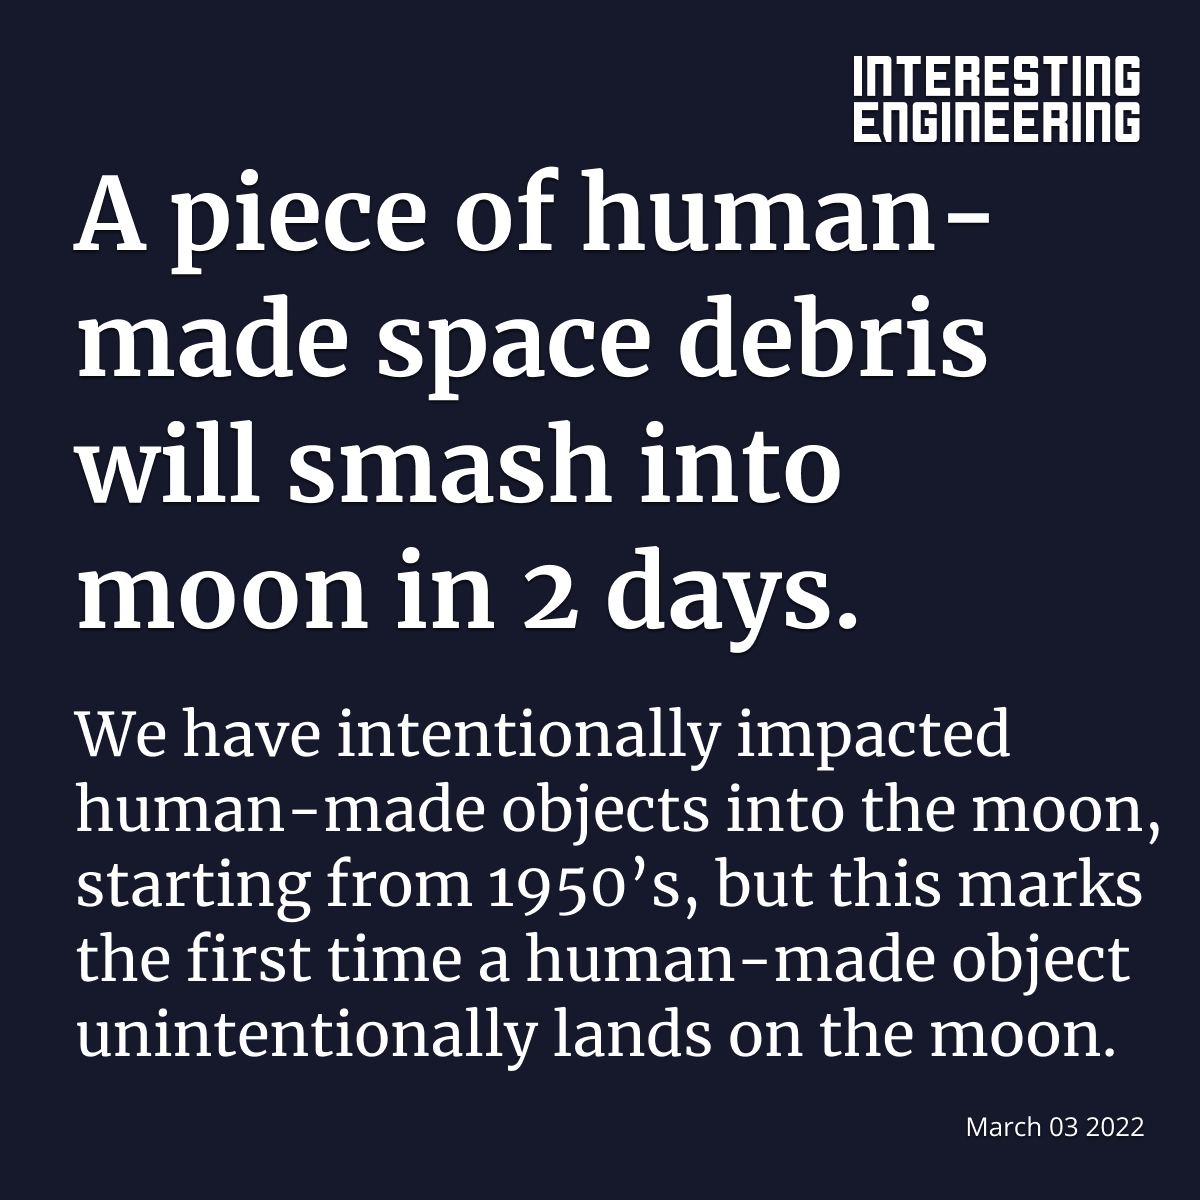 INTERESTING
ENGINEERING
A piece of human-
made space debris
will smash into
moon in 2 days.
We have intentionally impacted
human-made objects into the moon,
starting from 1950’s, but this marks
the first time a human-made object
unintentionally lands on the moon.
March 03 2022